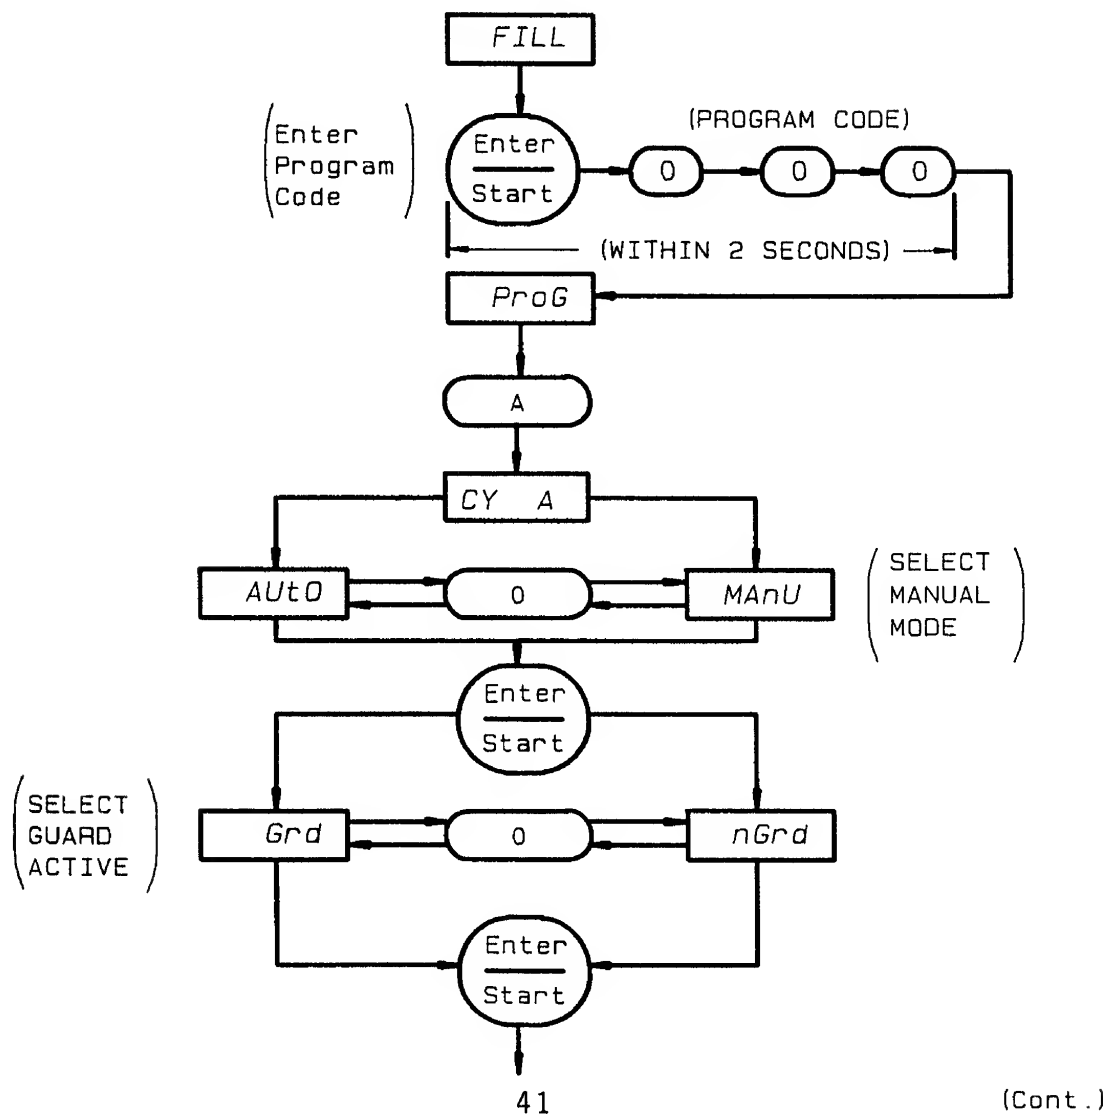 FILL
(PROGRAM CODE)
(Enter
Program
Code)
Enter
Start
0 0 0
(WITHIN 2 SECONDS)
ProG
A
CY A
AUtO 0 MAnU
(SELECT
MANUAL
MODE)
Enter
Start
(SELECT
GUARD
ACTIVE)
Grd 0 nGrd
Enter
Start
41 (Cont.)